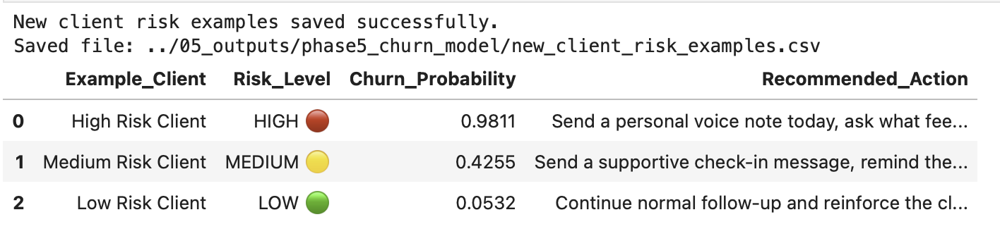 New client risk examples saved successfully.
Saved file: ../05_outputs/phase5_churn_model/new_client_risk_examples.csv
Example_Client Risk_Level Churn_Probability Recommended_Action
0 High Risk Client HIGH 🔴 0.9811 Send a personal voice note today, ask what fee...
1 Medium Risk Client MEDIUM 🟡 0.4255 Send a supportive check-in message, remind the...
2 Low Risk Client LOW 🟢 0.0532 Continue normal follow-up and reinforce the cl...